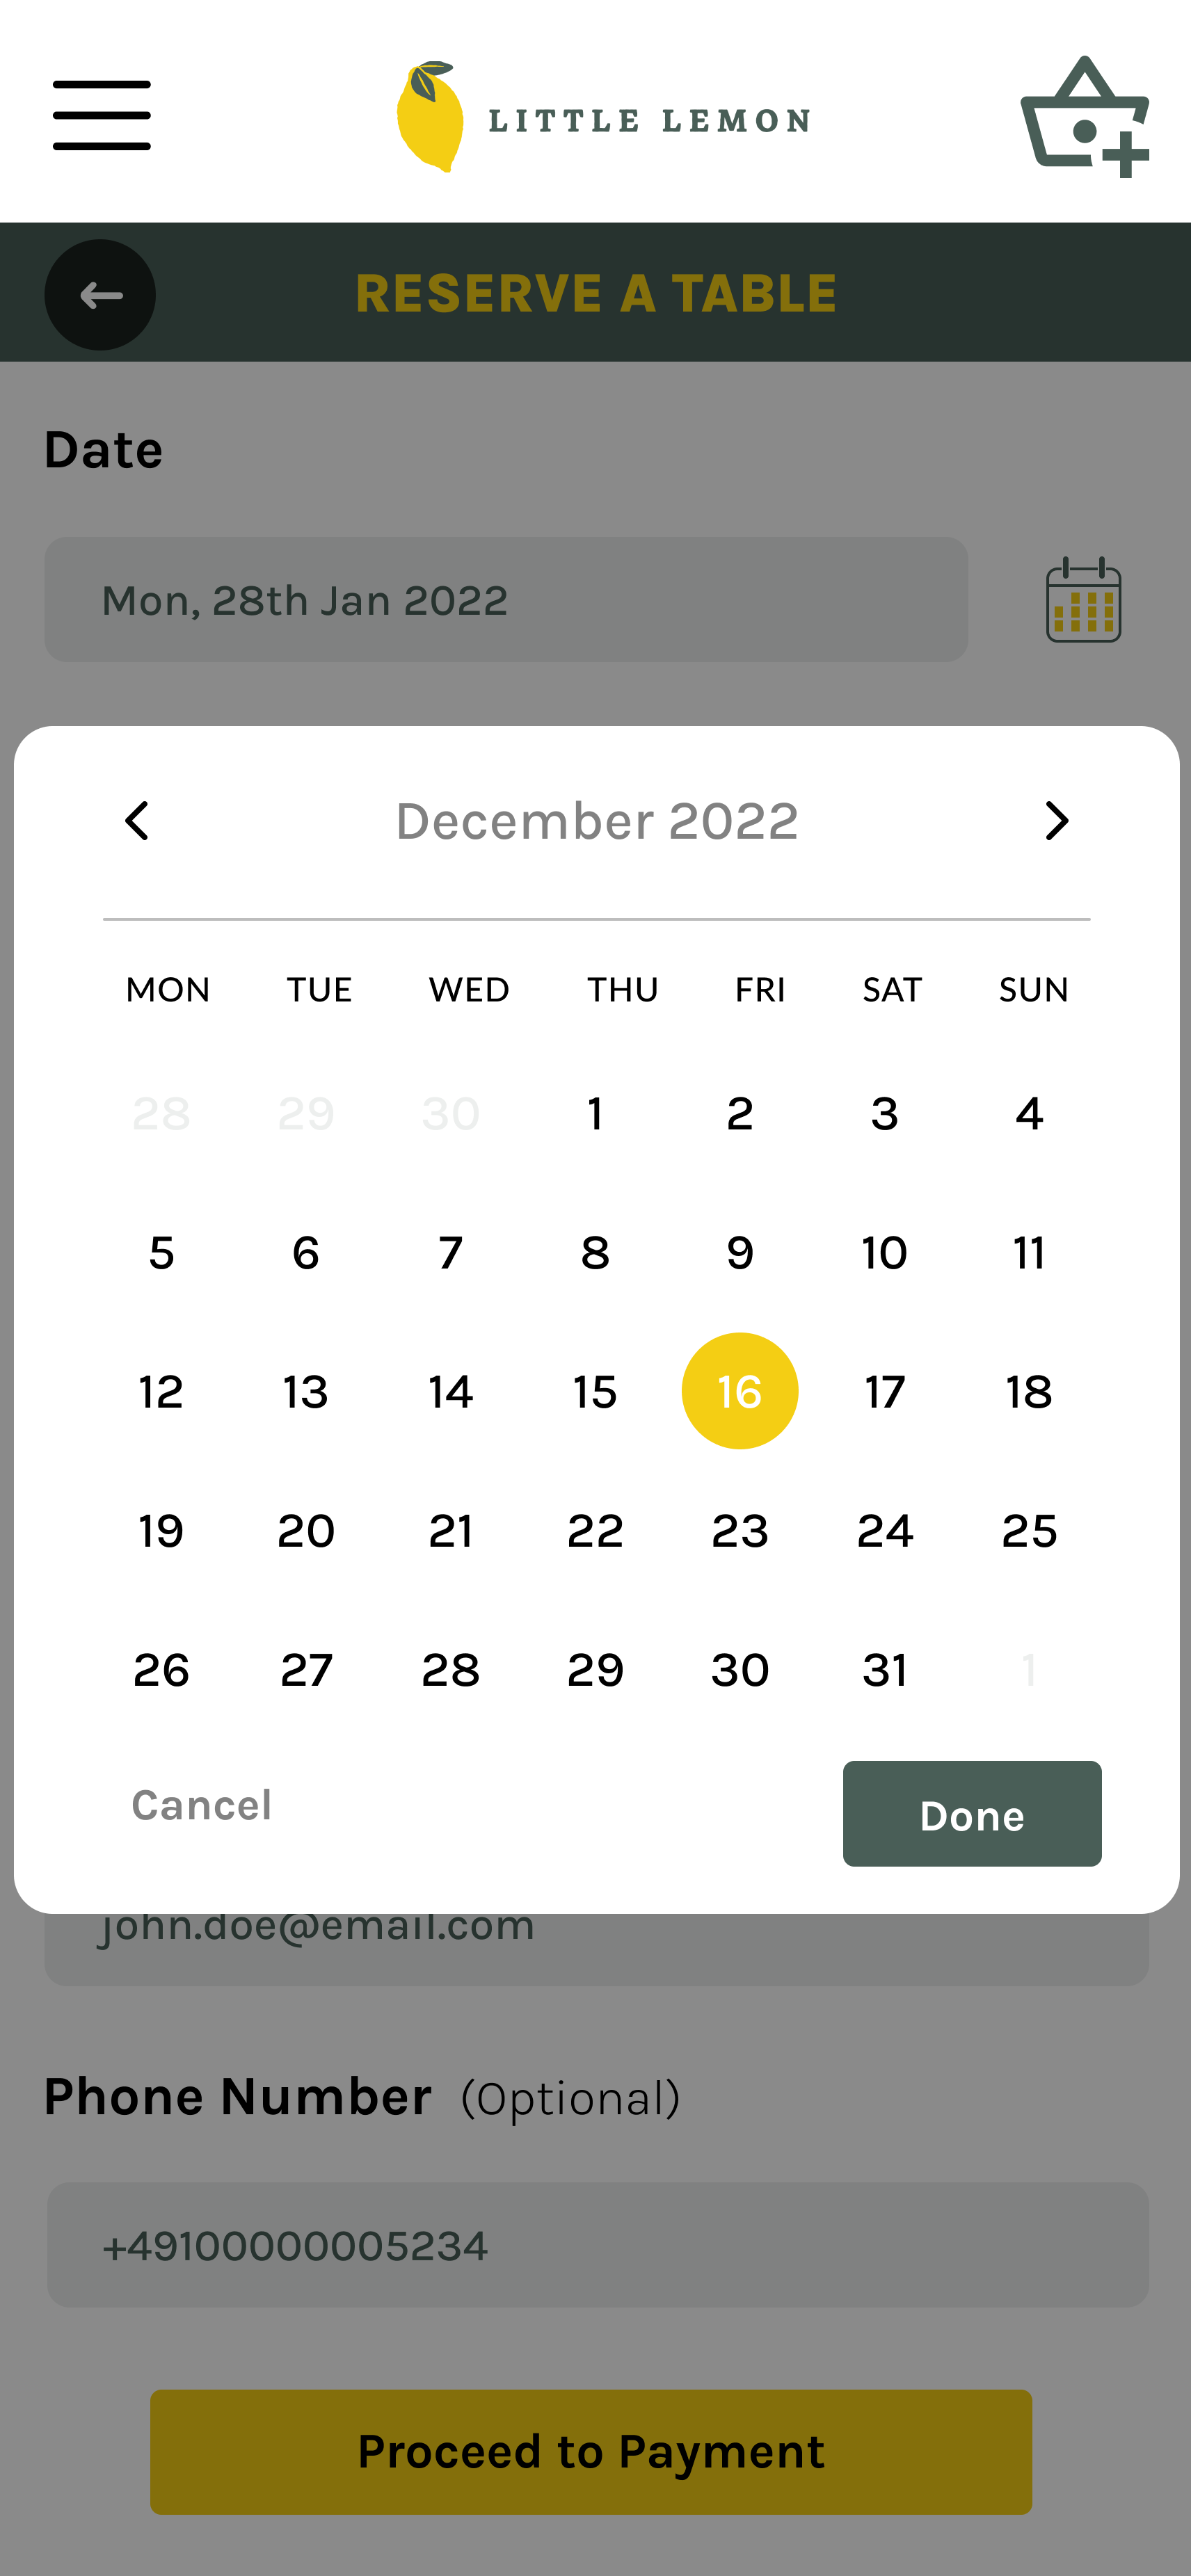 LITTLE LEMON
RESERVE A TABLE
Date
Mon, 28th Jan 2022
December 2022
MON TUE WED THU FRI SAT SUN
28 29 30 1 2 3 4
5 6 7 8 9 10 11
12 13 14 15 16 17 18
19 20 21 22 23 24 25
26 27 28 29 30 31 1
Cancel Done
john.doe@email.com
Phone Number (Optional)
+49100000005234
Proceed to Payment